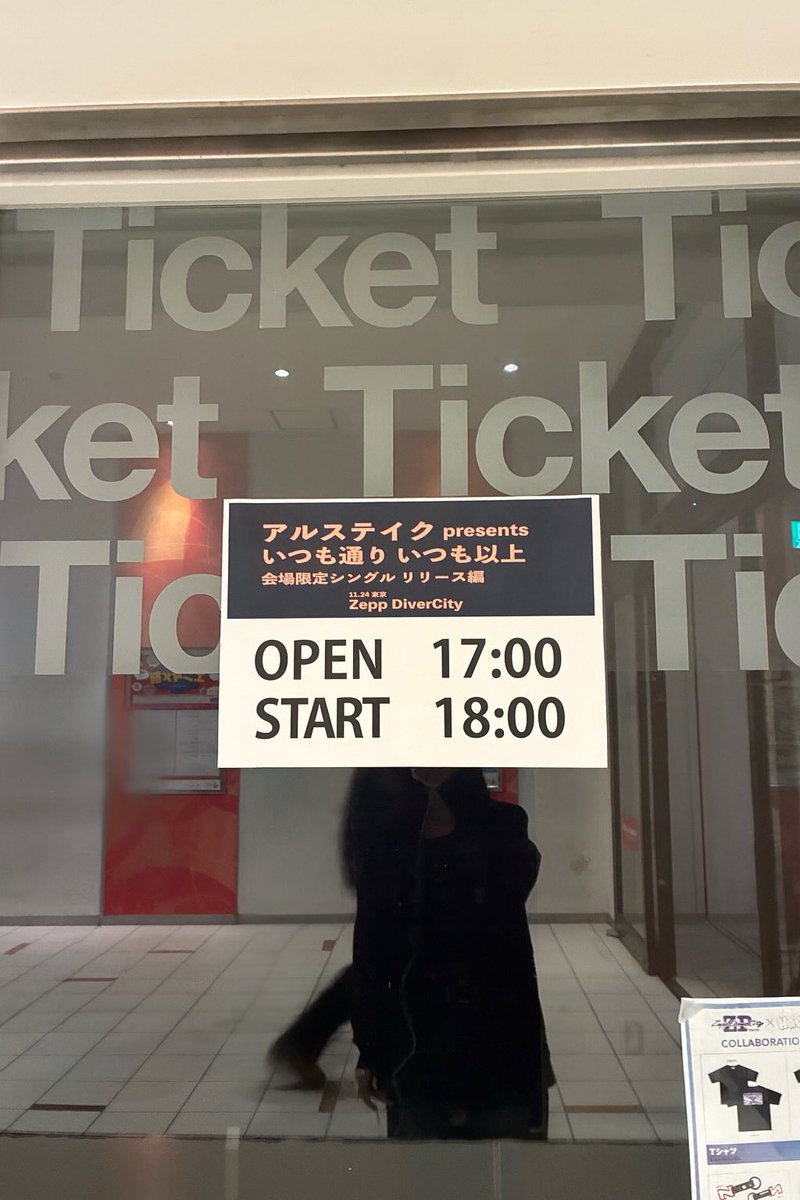 Ticket Tic
ket Ticket
Tic Tic
アルステイク presents
いつも通り いつも以上
会場限定シングル リリース編
11.24 東京
Zepp DiverCity
OPEN 17:00
START 18:00
COLLABORATIO
Tシャツ